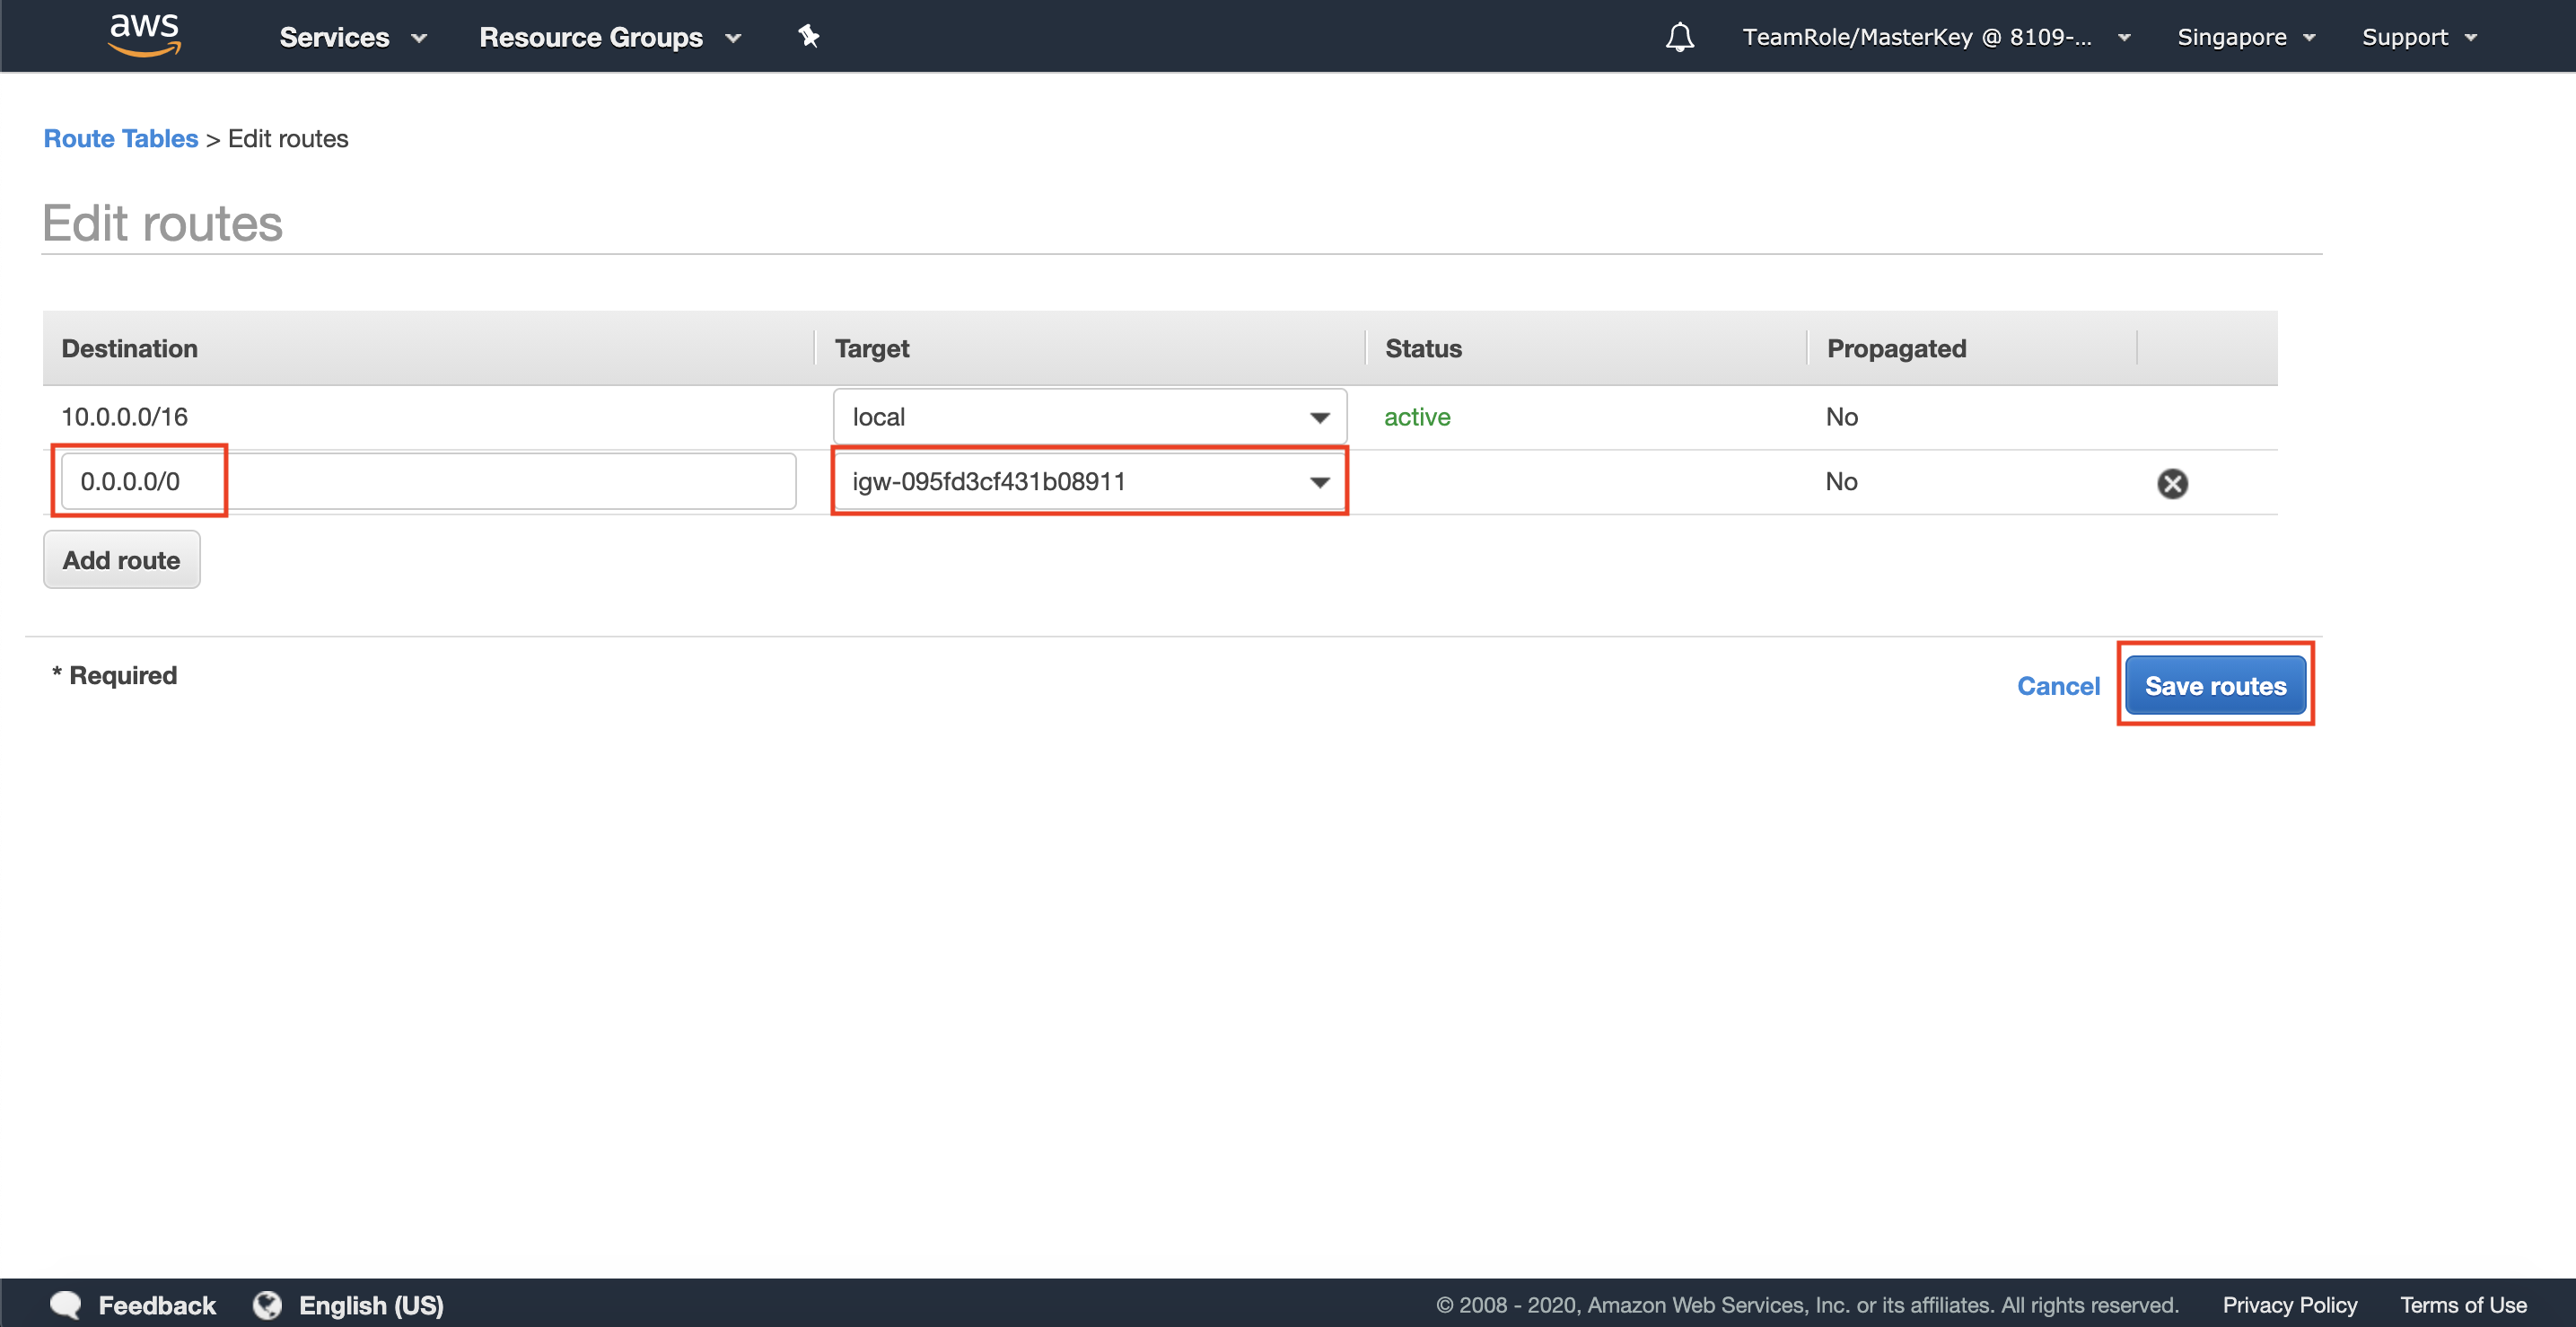 aws Services Resource Groups TeamRole/MasterKey @ 8109-... Singapore Support
Route Tables > Edit routes
Edit routes
Destination Target Status Propagated
10.0.0.0/16 local active No
0.0.0.0/0 igw-095fd3cf431b08911 No
Add route
* Required
Cancel Save routes
Feedback English (US) © 2008 - 2020, Amazon Web Services, Inc. or its affiliates. All rights reserved. Privacy Policy Terms of Use